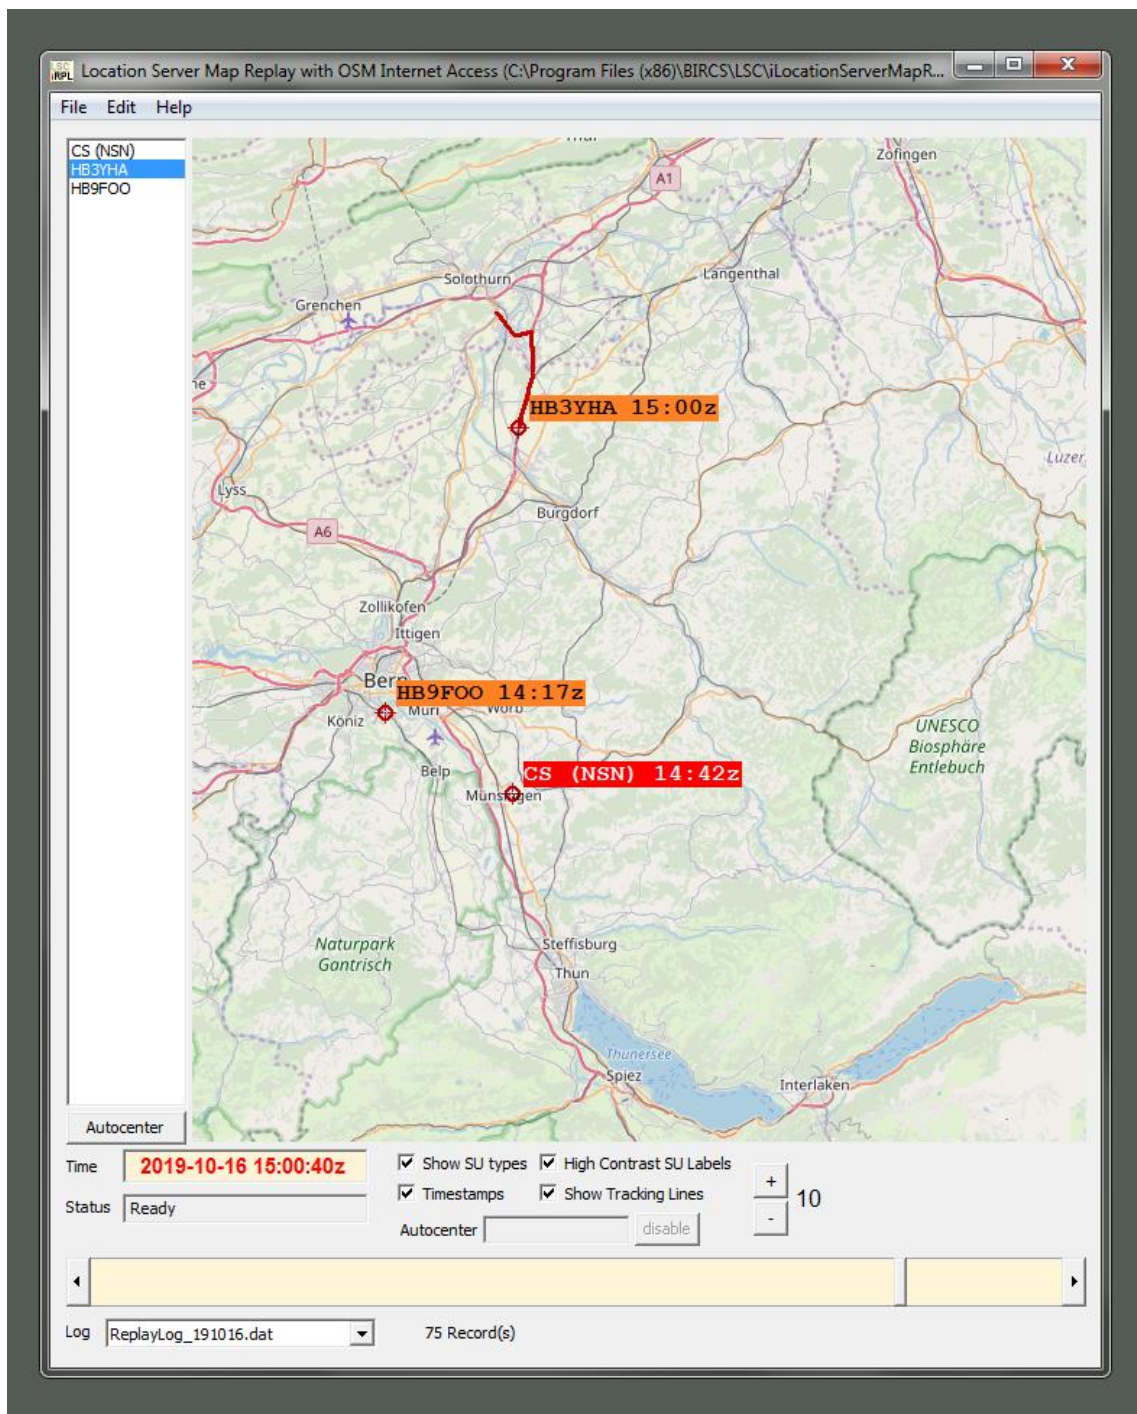 LSC
iRPL
Location Server Map Replay with OSM Internet Access (C:\Program Files (x86)\BIRCS\LSC\iLocationServerMapR...
File Edit Help
CS (NSN)
HB3YHA
HB9FOO
Zofingen
A1
Solothurn
Langenthal
Grenchen
HB3YHA 15:00z
Luzer
Lyss
Burgdorf
A6
Zollikofen
Ittigen
Bern
HB9FOO 14:17z
Köniz
Muri
Worb
UNESCO
Biosphäre
Entlebuch
Belp
CS (NSN) 14:42z
Münsingen
Naturpark
Gantrisch
Steffisburg
Thun
Thunersee
Spiez
Interlaken
Autocenter
Time 2019-10-16 15:00:40z
Show SU types High Contrast SU Labels
+
10
Status Ready
Timestamps Show Tracking Lines
-
Autocenter disable
Log ReplayLog_191016.dat 75 Record(s)